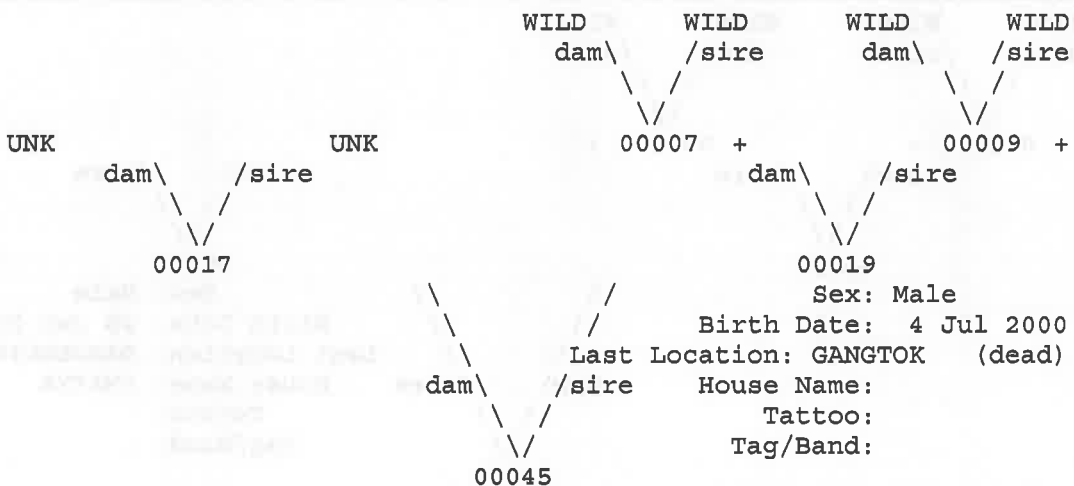 WILD WILD WILD WILD
dam\ /sire dam\ /sire
\ / \ /
\/ \/
UNK UNK 00007 + 00009 +
dam\ /sire dam\ /sire
\ / \ /
\/ \/
00017 00019
\ / Sex: Male
\ / Birth Date: 4 Jul 2000
\ / Last Location: GANGTOK (dead)
dam\ /sire House Name:
\ / Tattoo:
\/ Tag/Band:
00045